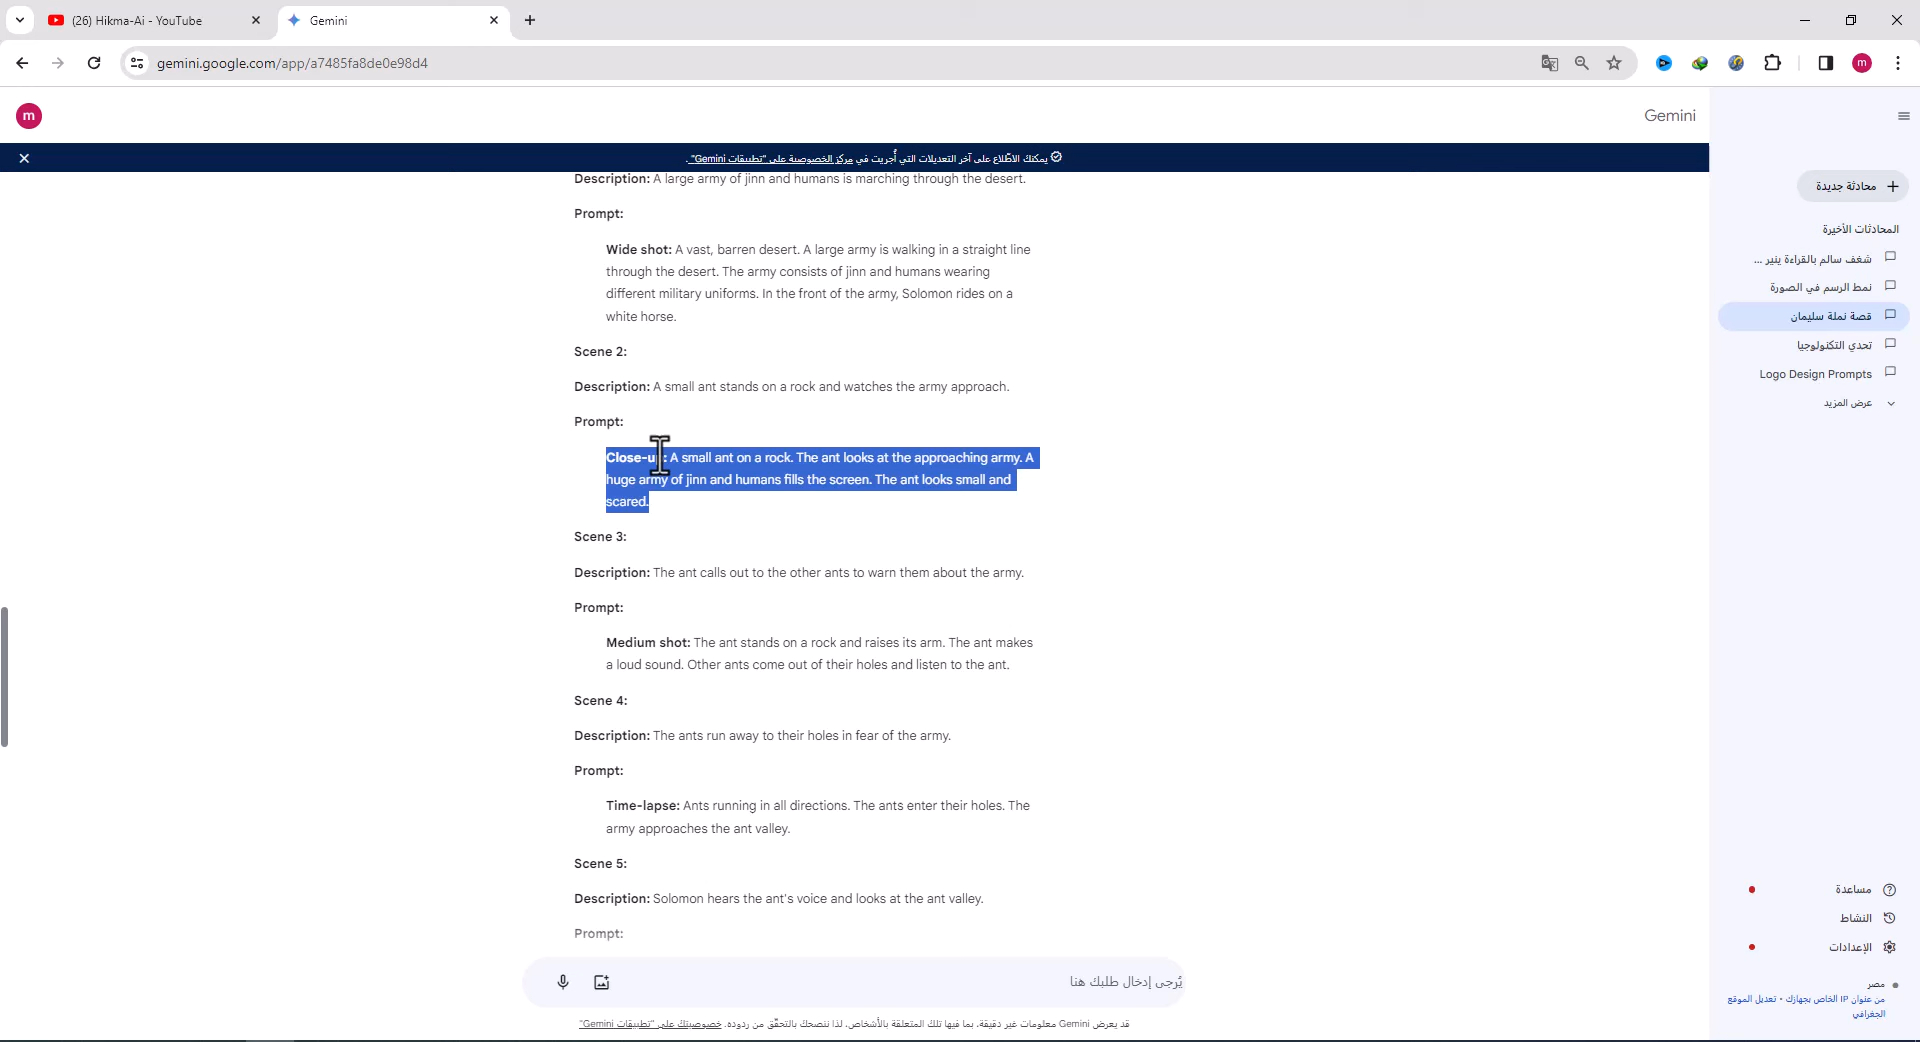 (26) Hikma-Ai - YouTube
Gemini
gemini.google.com/app/a7485fa8de0e98d4
m
m
Gemini
يمكنك الاطّلاع على آخر التعديلات التي أُجريت في مركز الخصوصية على "تطبيقات Gemini".
Description: A large army of jinn and humans is marching through the desert.
Prompt:
Wide shot: A vast, barren desert. A large army is walking in a straight line
through the desert. The army consists of jinn and humans wearing
different military uniforms. In the front of the army, Solomon rides on a
white horse.
Scene 2:
Description: A small ant stands on a rock and watches the army approach.
Prompt:
Close-up: A small ant on a rock. The ant looks at the approaching army. A
huge army of jinn and humans fills the screen. The ant looks small and
scared.
Scene 3:
Description: The ant calls out to the other ants to warn them about the army.
Prompt:
Medium shot: The ant stands on a rock and raises its arm. The ant makes
a loud sound. Other ants come out of their holes and listen to the ant.
Scene 4:
Description: The ants run away to their holes in fear of the army.
Prompt:
Time-lapse: Ants running in all directions. The ants enter their holes. The
army approaches the ant valley.
Scene 5:
Description: Solomon hears the ant's voice and looks at the ant valley.
Prompt:
يُرجى إدخال طلبك هنا
قد يعرض Gemini معلومات غير دقيقة، بما فيها تلك المتعلقة بالأشخاص، لذا ننصحك بالتحقّق من ردوده. خصوصيتك على "تطبيقات Gemini"
محادثة جديدة
المحادثات الأخيرة
شغف سالم بالقراءة ينير ...
نمط الرسم في الصورة
قصة نملة سليمان
تحدي التكنولوجيا
Logo Design Prompts
عرض المزيد
مساعدة
النشاط
الإعدادات
مصر
من عنوان IP الخاص بجهازك • تعديل الموقع
الجغرافي